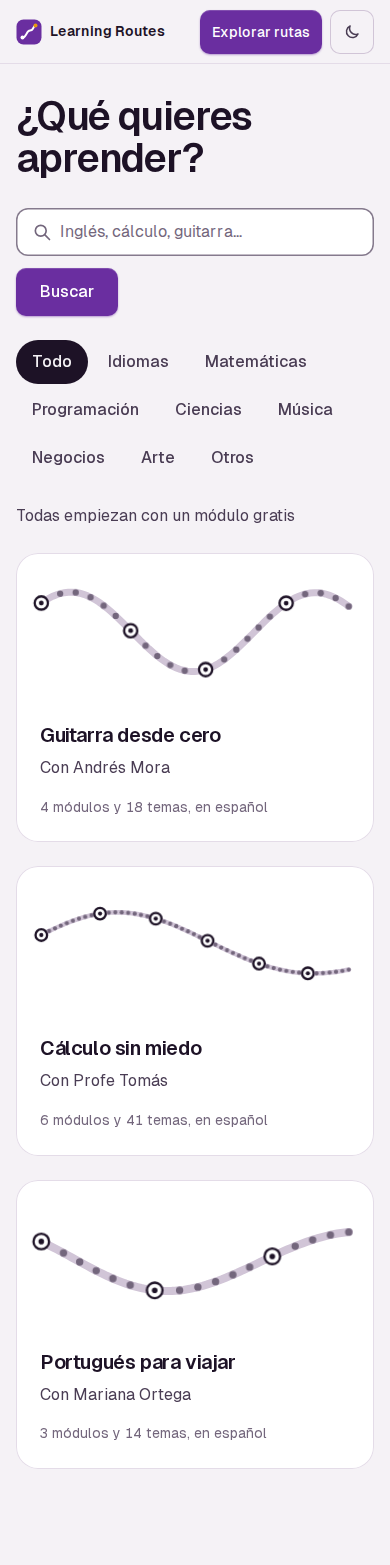 Learning Routes
Explorar rutas
¿Qué quieres
aprender?
Inglés, cálculo, guitarra...
Buscar
Todo
Idiomas
Matemáticas
Programación
Ciencias
Música
Negocios
Arte
Otros
Todas empiezan con un módulo gratis
Guitarra desde cero
Con Andrés Mora
4 módulos y 18 temas, en español
Cálculo sin miedo
Con Profe Tomás
6 módulos y 41 temas, en español
Portugués para viajar
Con Mariana Ortega
3 módulos y 14 temas, en español